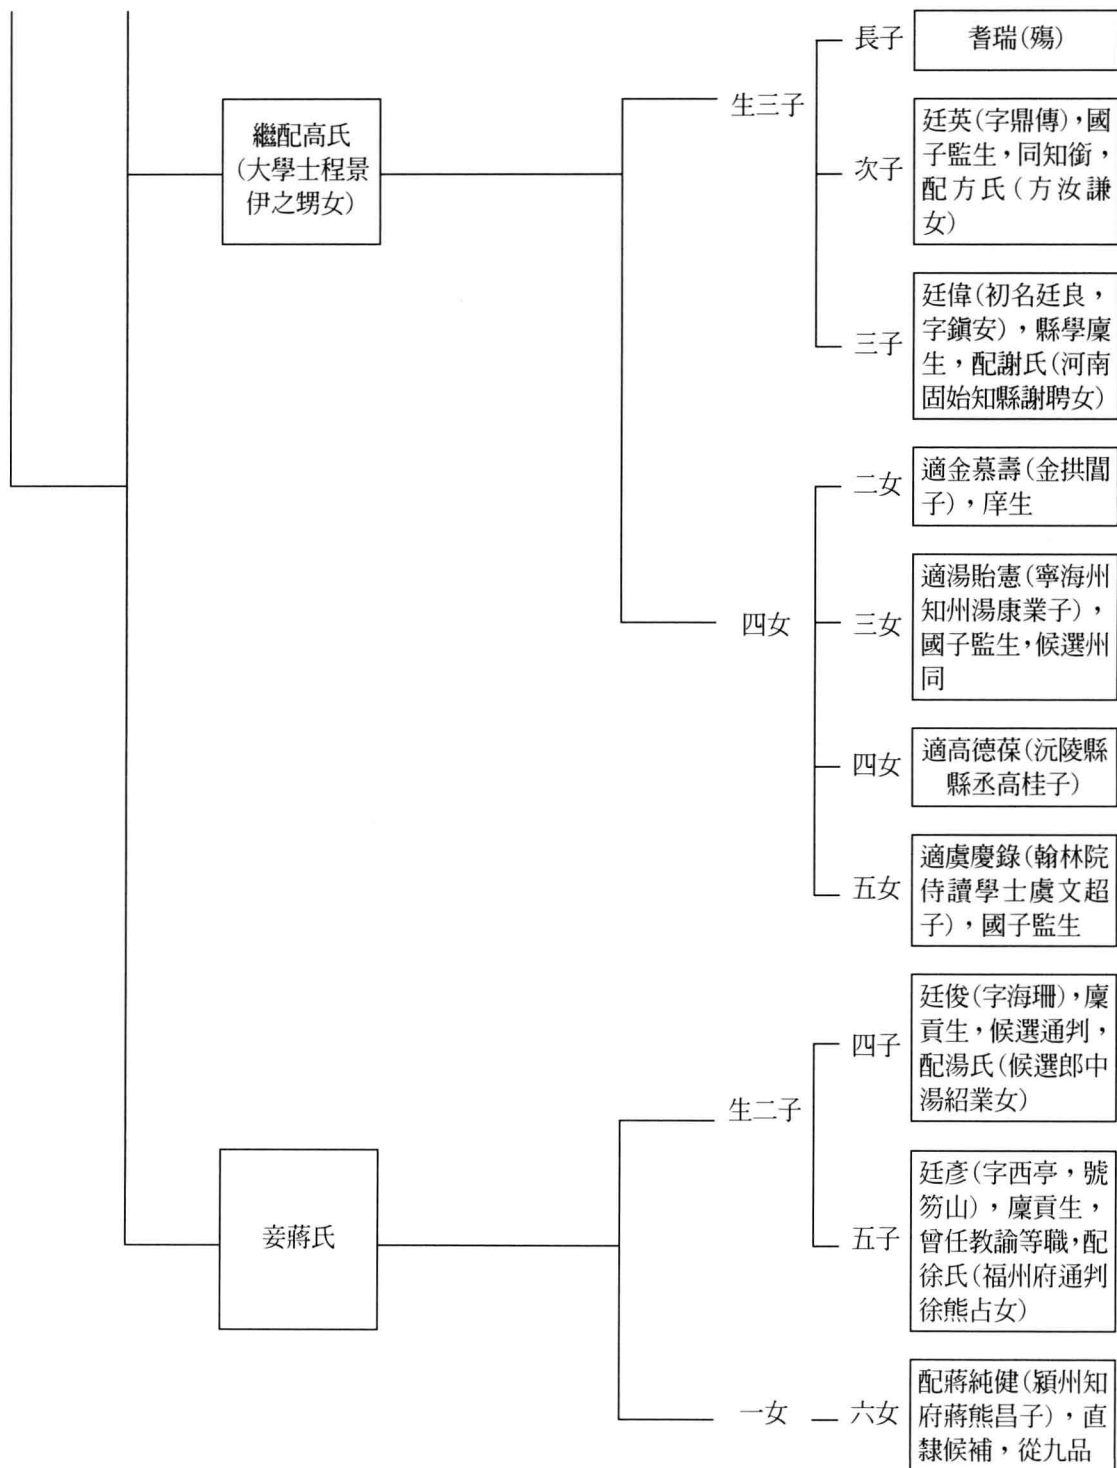 繼配高氏
(大學士程景
伊之甥女)
生三子
長子
耆瑞(殤)
次子
廷英(字鼎傳),國
子監生,同知銜,
配方氏(方汝謙
女)
三子
廷偉(初名廷良,
字鎮安),縣學廩
生,配謝氏(河南
固始知縣謝聘女)
四女
二女
適金慕壽(金拱閶
子),庠生
三女
適湯貽憲(寧海州
知州湯康業子),
國子監生,候選州
同
四女
適高德葆(沅陵縣
縣丞高桂子)
五女
適虞慶錄(翰林院
侍讀學士虞文超
子),國子監生
妾蔣氏
生二子
四子
廷俊(字海珊),廩
貢生,候選通判,
配湯氏(候選郎中
湯紹業女)
五子
廷彥(字西亭,號
笏山),廩貢生,
曾任教諭等職,配
徐氏(福州府通判
徐熊占女)
一女
六女
配蔣純健(潁州知
府蔣熊昌子),直
隸候補,從九品